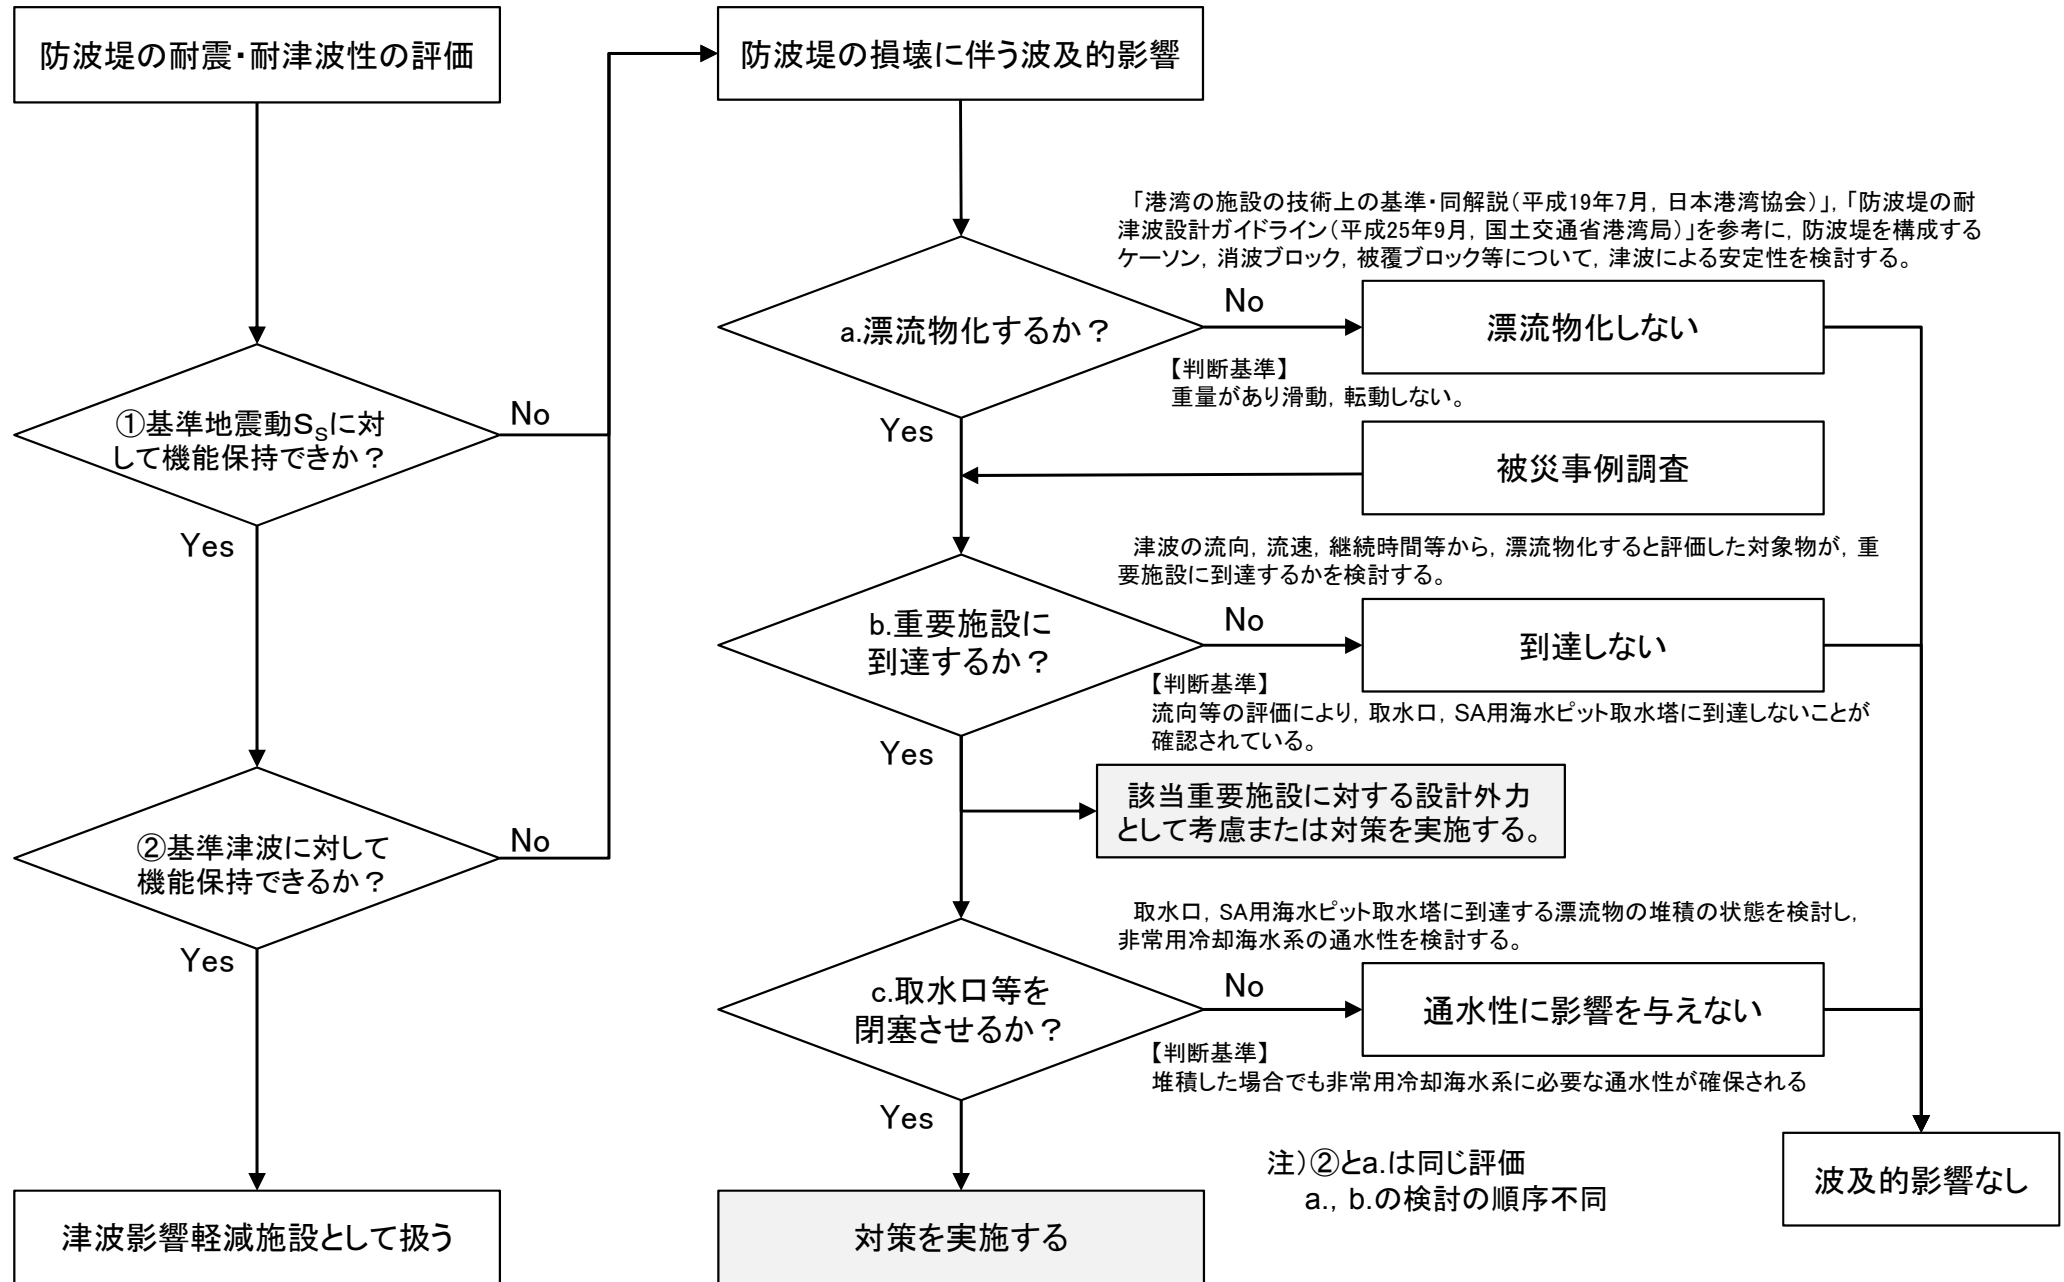 防波堤の耐震・耐津波性の評価
①基準地震動SSに対
して機能保持できか？
No
Yes
②基準津波に対して
機能保持できるか？
No
Yes
津波影響軽減施設として扱う
防波堤の損壊に伴う波及的影響
「港湾の施設の技術上の基準・同解説（平成19年7月，日本港湾協会）」，「防波堤の耐
津波設計ガイドライン（平成25年9月，国土交通省港湾局）」を参考に，防波堤を構成する
ケーソン，消波ブロック，被覆ブロック等について，津波による安定性を検討する。
a.漂流物化するか？
No
漂流物化しない
【判断基準】
重量があり滑動，転動しない。
Yes
被災事例調査
津波の流向，流速，継続時間等から，漂流物化すると評価した対象物が，重
要施設に到達するかを検討する。
b.重要施設に
到達するか？
No
到達しない
【判断基準】
流向等の評価により，取水口，SA用海水ピット取水塔に到達しないことが
確認されている。
Yes
該当重要施設に対する設計外力
として考慮または対策を実施する。
取水口，SA用海水ピット取水塔に到達する漂流物の堆積の状態を検討し，
非常用冷却海水系の通水性を検討する。
c.取水口等を
閉塞させるか？
No
通水性に影響を与えない
【判断基準】
堆積した場合でも非常用冷却海水系に必要な通水性が確保される
Yes
対策を実施する
注）②とa.は同じ評価
a.，b.の検討の順序不同
波及的影響なし